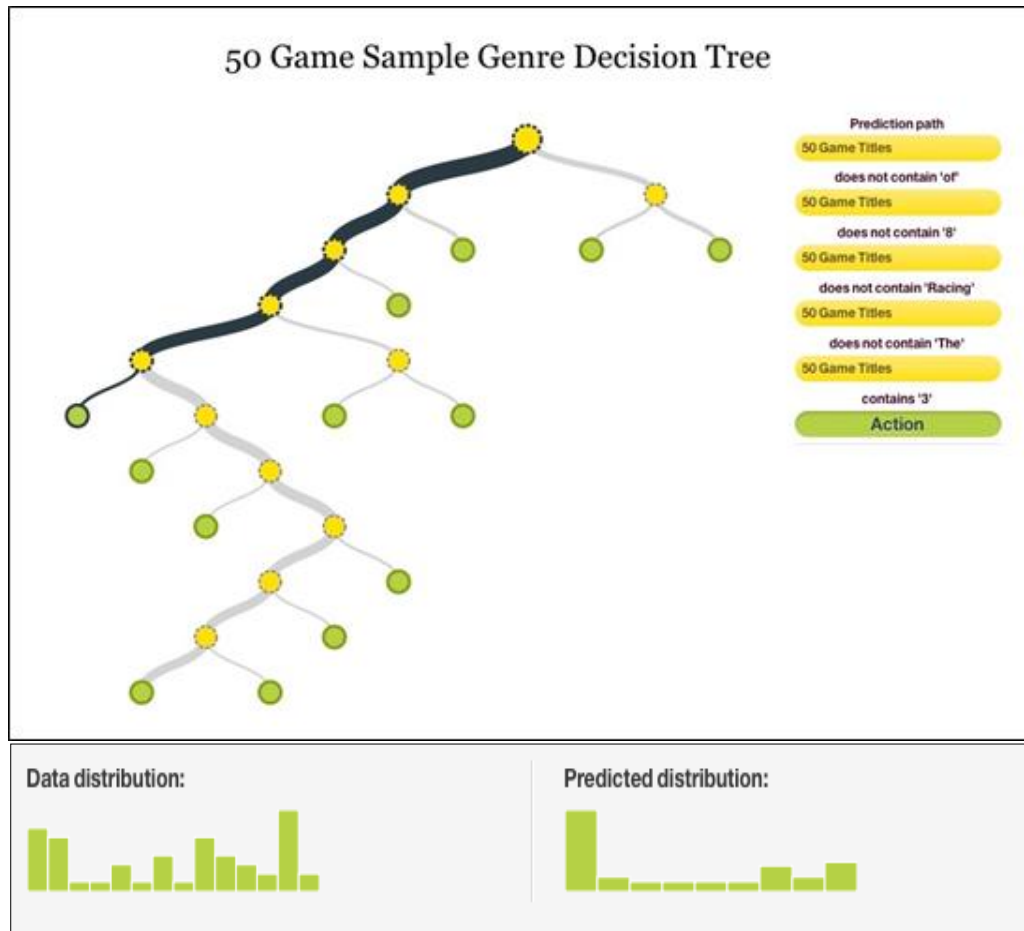 50 Game Sample Genre Decision Tree
Prediction path
50 Game Titles
does not contain 'of'
50 Game Titles
does not contain '8'
50 Game Titles
does not contain 'Racing'
50 Game Titles
does not contain 'The'
50 Game Titles
contains '3'
Action
Data distribution:
Predicted distribution: